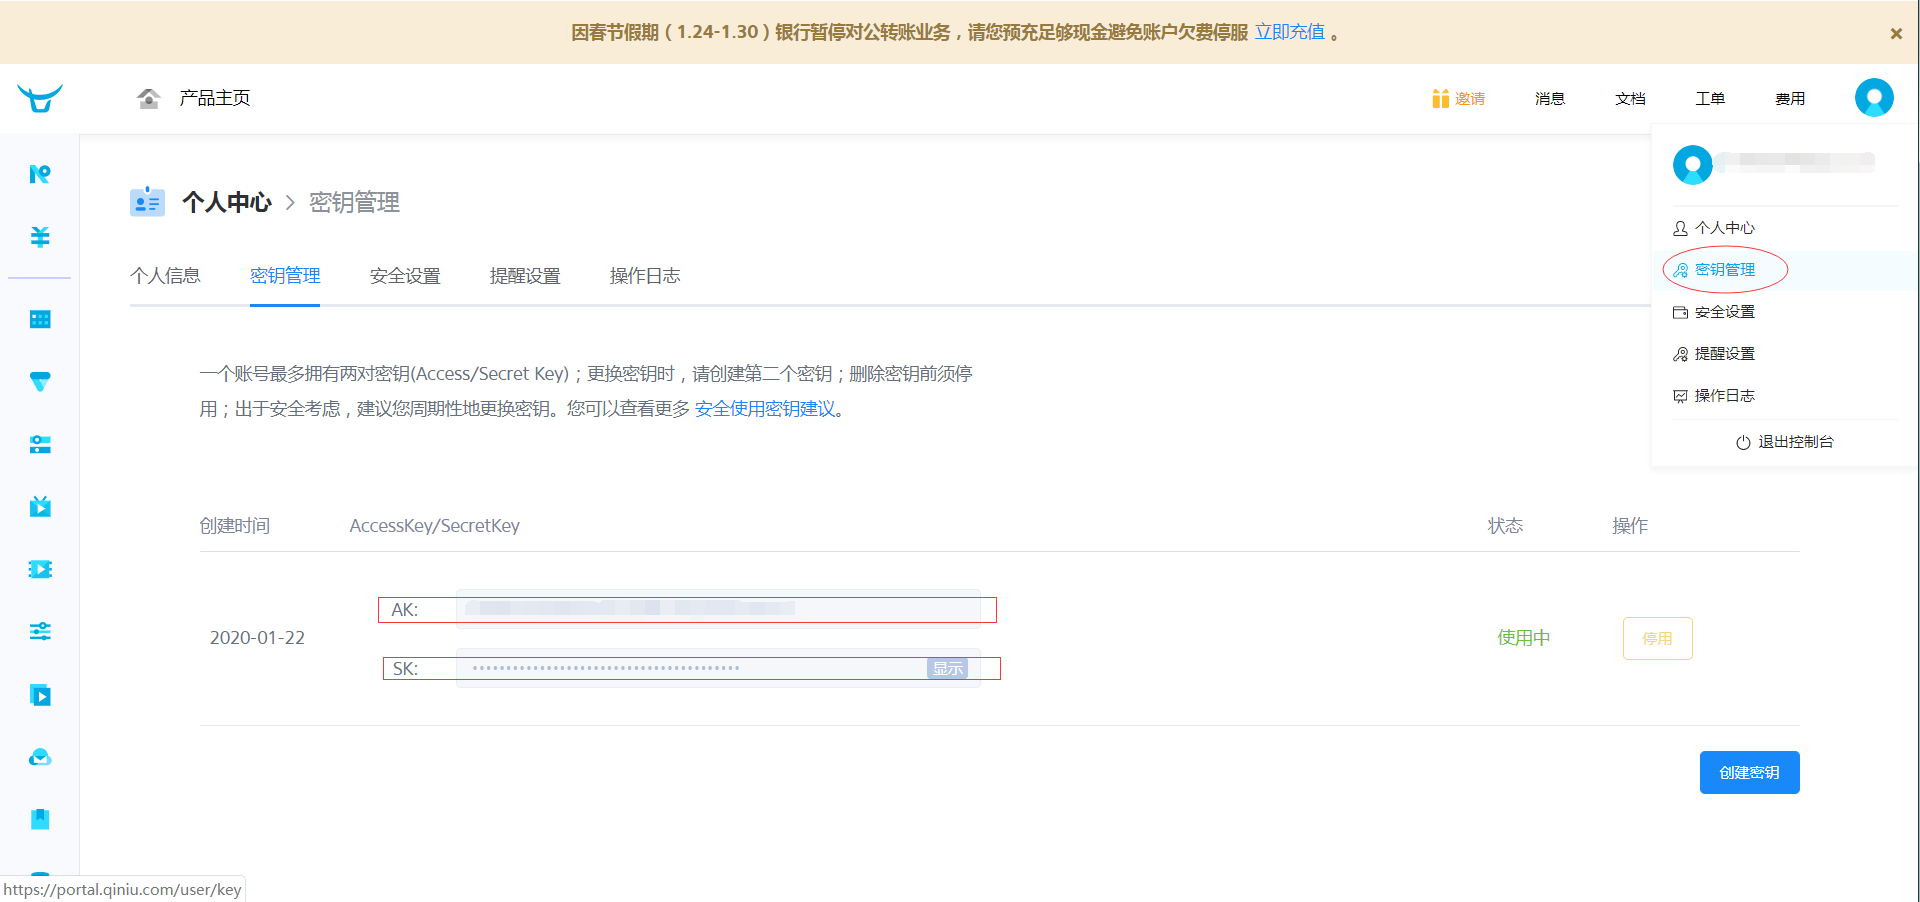 因春节假期（1.24-1.30）银行暂停对公转账业务，请您预充足够现金避免账户欠费停服 立即充值 。
×
产品主页
邀请
消息
文档
工单
费用
个人中心 > 密钥管理
个人信息
密钥管理
安全设置
提醒设置
操作日志
个人中心
密钥管理
安全设置
提醒设置
操作日志
退出控制台
一个账号最多拥有两对密钥(Access/Secret Key)；更换密钥时，请创建第二个密钥；删除密钥前须停
用；出于安全考虑，建议您周期性地更换密钥。您可以查看更多 安全使用密钥建议。
创建时间
AccessKey/SecretKey
状态
操作
2020-01-22
AK:
SK:
显示
使用中
停用
创建密钥
https://portal.qiniu.com/user/key